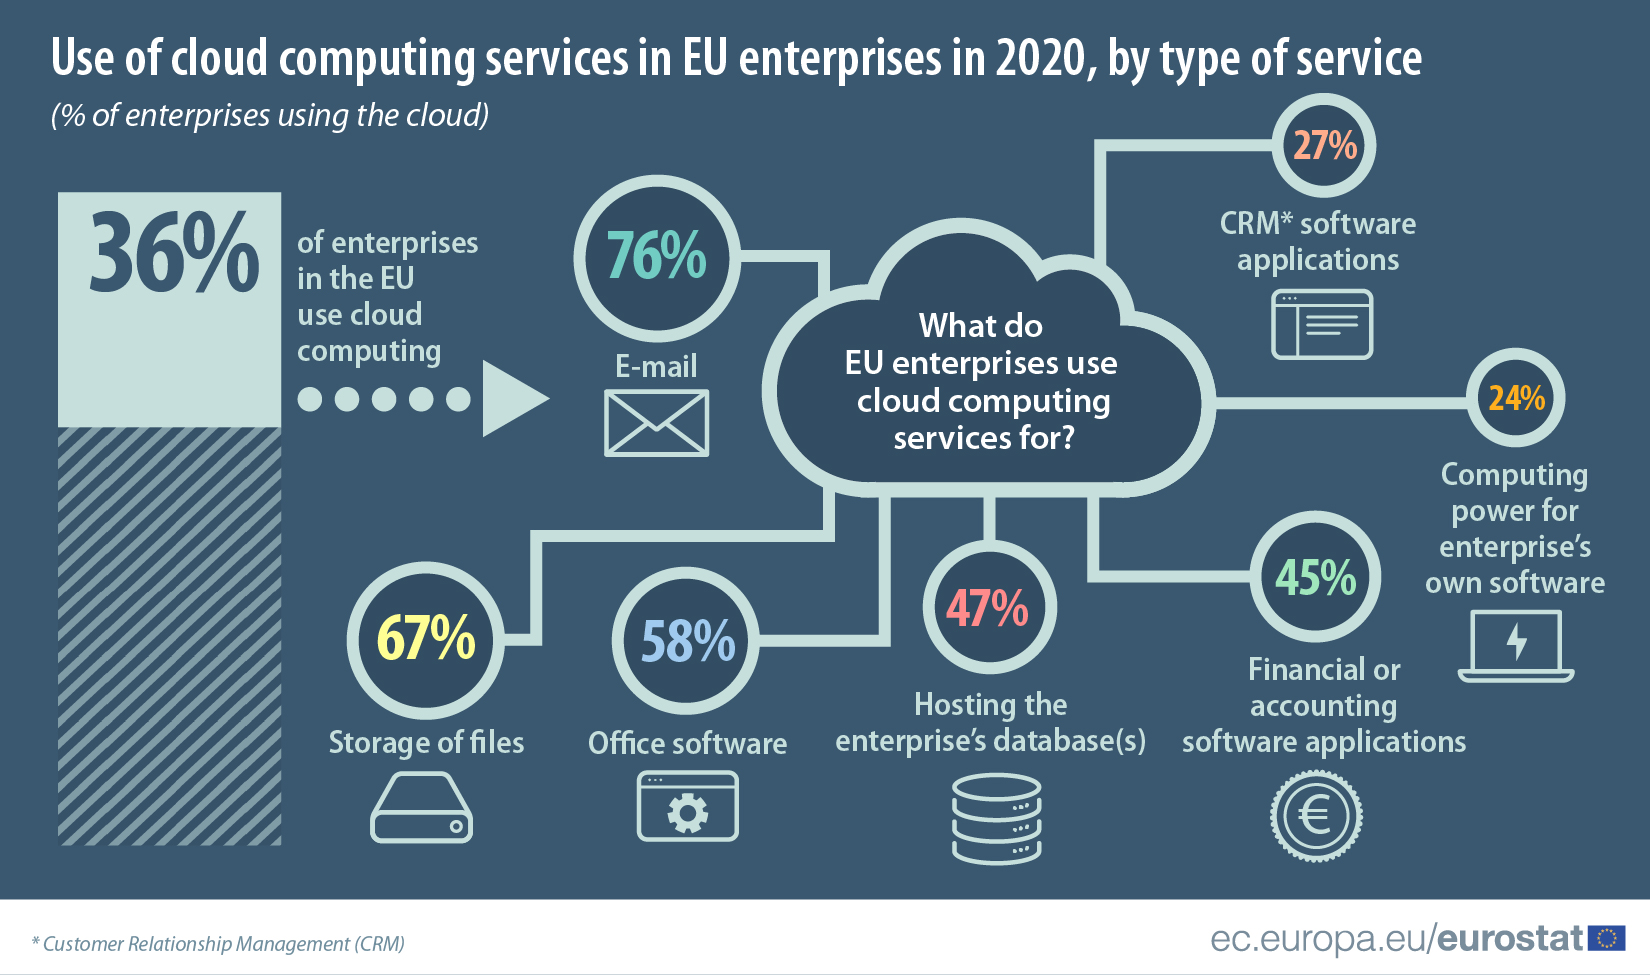 Use of cloud computing services in EU enterprises in 2020, by type of service
(% of enterprises using the cloud)
36%
of enterprises
in the EU
use cloud
computing
76%
E-mail
What do
EU enterprises use
cloud computing
services for?
27%
CRM* software
applications
24%
Computing
power for
enterprise's
own software
67%
Storage of files
58%
Office software
47%
Hosting the
enterprise's database(s)
45%
Financial or
accounting
software applications
€
* Customer Relationship Management (CRM)
ec.europa.eu/eurostat